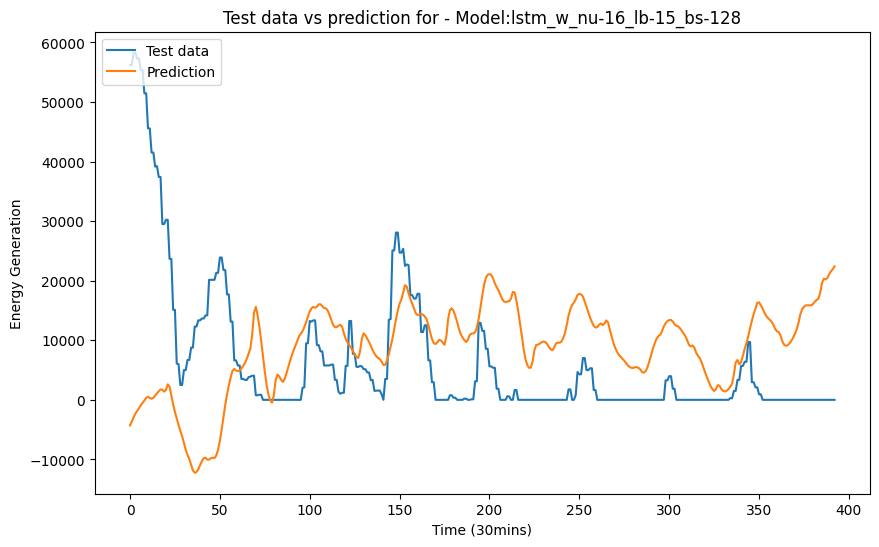 Test data vs prediction for - Model:lstm_w_nu-16_lb-15_bs-128
Test data
Prediction
60000
50000
40000
30000
20000
10000
0
−10000
Energy Generation
0 50 100 150 200 250 300 350 400
Time (30mins)